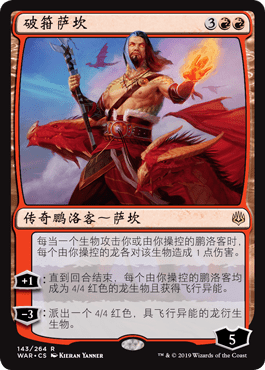 破箝萨坎 3
传奇鹏洛客～萨坎
每当一个生物攻击你或由你操控的鹏洛客时，
每个由你操控的龙各对该生物造成1点伤害。
+1 : 直到回合结束，每个由你操控的鹏洛客均
成为4/4红色的龙生物且获得飞行异能。
-3 : 派出一个4/4红色，具飞行异能的龙衍生
生物。
5
143/264 R
WAR • CS KIERAN YANNER
™ & © 2019 Wizards of the Coast